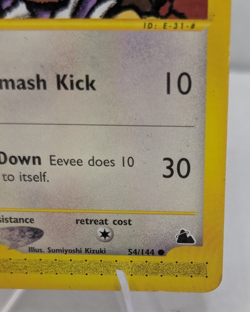 ID: E-31-#
mash Kick 10
Down Eevee does 10
to itself.
30
sistance retreat cost
Illus. Sumiyoshi Kizuki 54/144 ●